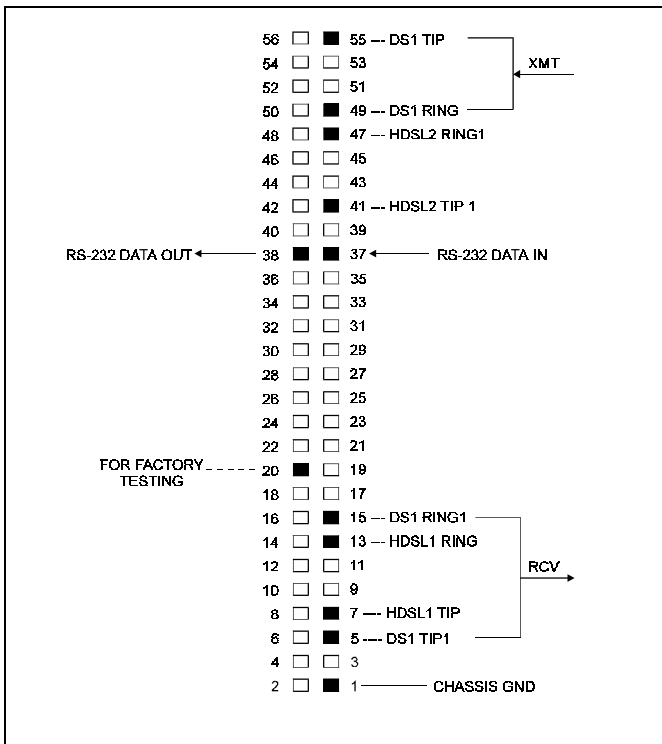 56 55 DS1 TIP
54 53 XMT
52 51
50 49 DS1 RING
48 47 HDSL2 RING1
46 45
44 43
42 41 HDSL2 TIP 1
40 39
RS-232 DATA OUT 38 37 RS-232 DATA IN
36 35
34 33
32 31
30 29
28 27
26 25
24 23
22 21
FOR FACTORY 20 19
TESTING
18 17
16 15 DS1 RING1
14 13 HDSL1 RING
12 11 RCV
10 9
8 7 HDSL1 TIP
6 5 DS1 TIP1
4 3
2 1 CHASSIS GND